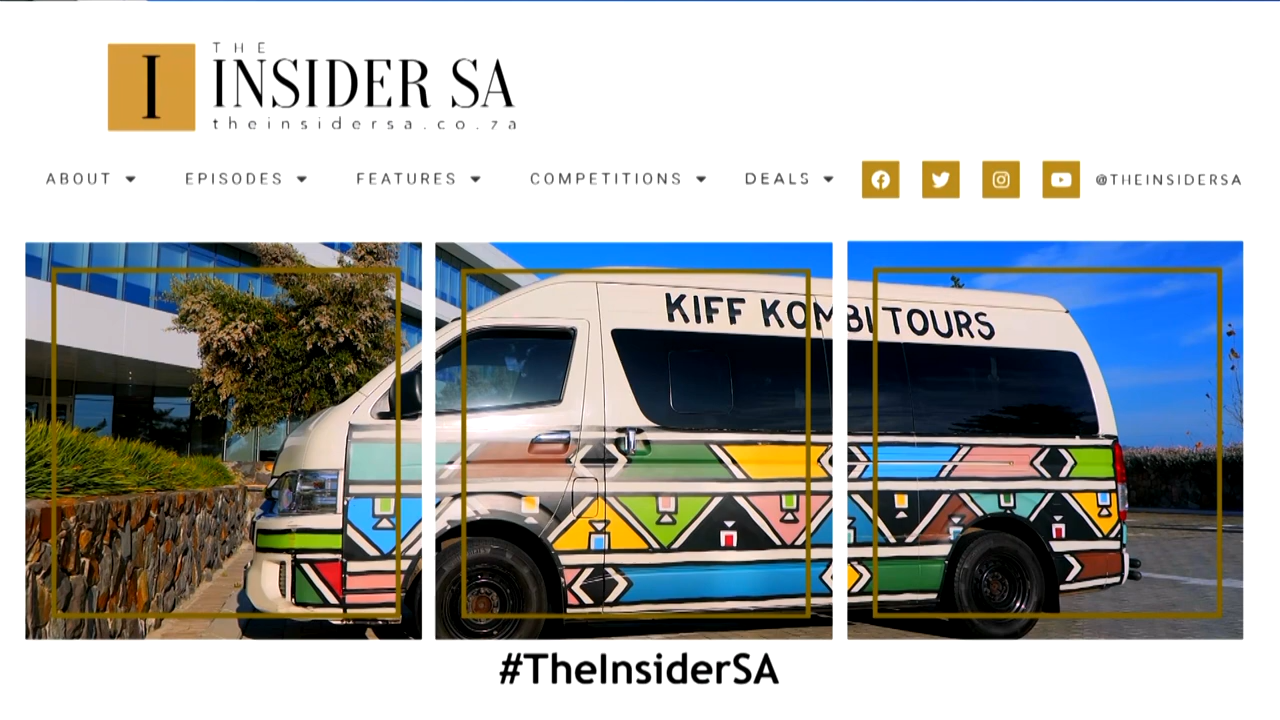 I
THE
INSIDER SA
theinsidersa.co.za
ABOUT EPISODES FEATURES COMPETITIONS DEALS @THEINSIDERSA
KIFF KOMBI TOURS
#TheInsiderSA